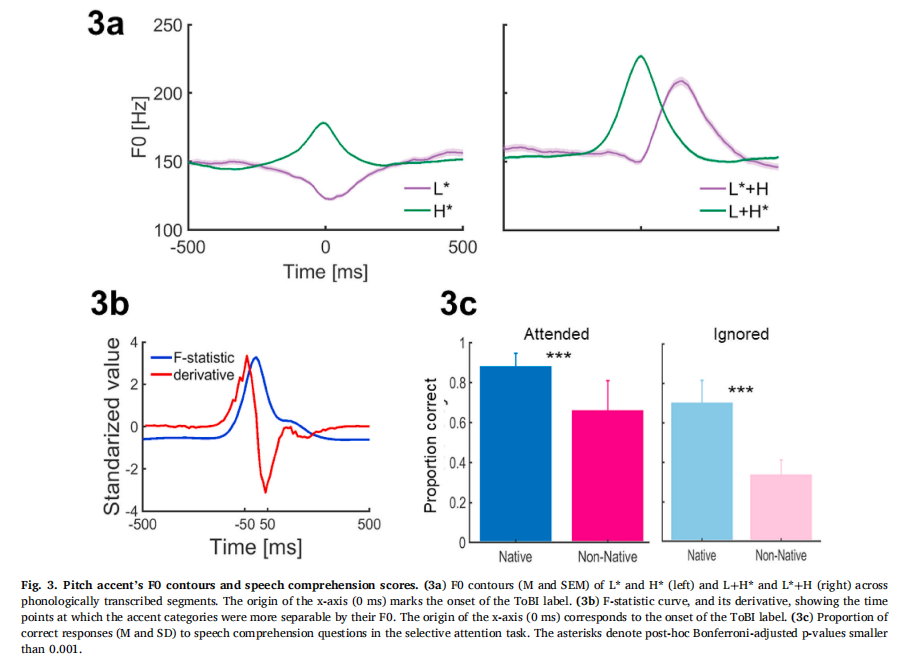 3a
250
200
150
100
F0 [Hz]
-500
0
500
Time [ms]
L*
H*
L*+H
L+H*
3b
Standarized value
4
2
0
-2
-4
F-statistic
derivative
-500
-50 50
500
Time [ms]
3c
Attended
Ignored
Proportion correct
1
0.8
0.6
0.4
0.2
0
***
***
Native
Non-Native
Native
Non-Native
Fig. 3. Pitch accent's F0 contours and speech comprehension scores. (3a) F0 contours (M and SEM) of L* and H* (left) and L+H* and L*+H (right) across
phonologically transcribed segments. The origin of the x-axis (0 ms) marks the onset of the ToBI label. (3b) F-statistic curve, and its derivative, showing the time
points at which the accent categories were more separable by their F0. The origin of the x-axis (0 ms) corresponds to the onset of the ToBI label. (3c) Proportion of
correct responses (M and SD) to speech comprehension questions in the selective attention task. The asterisks denote post-hoc Bonferroni-adjusted p-values smaller
than 0.001.